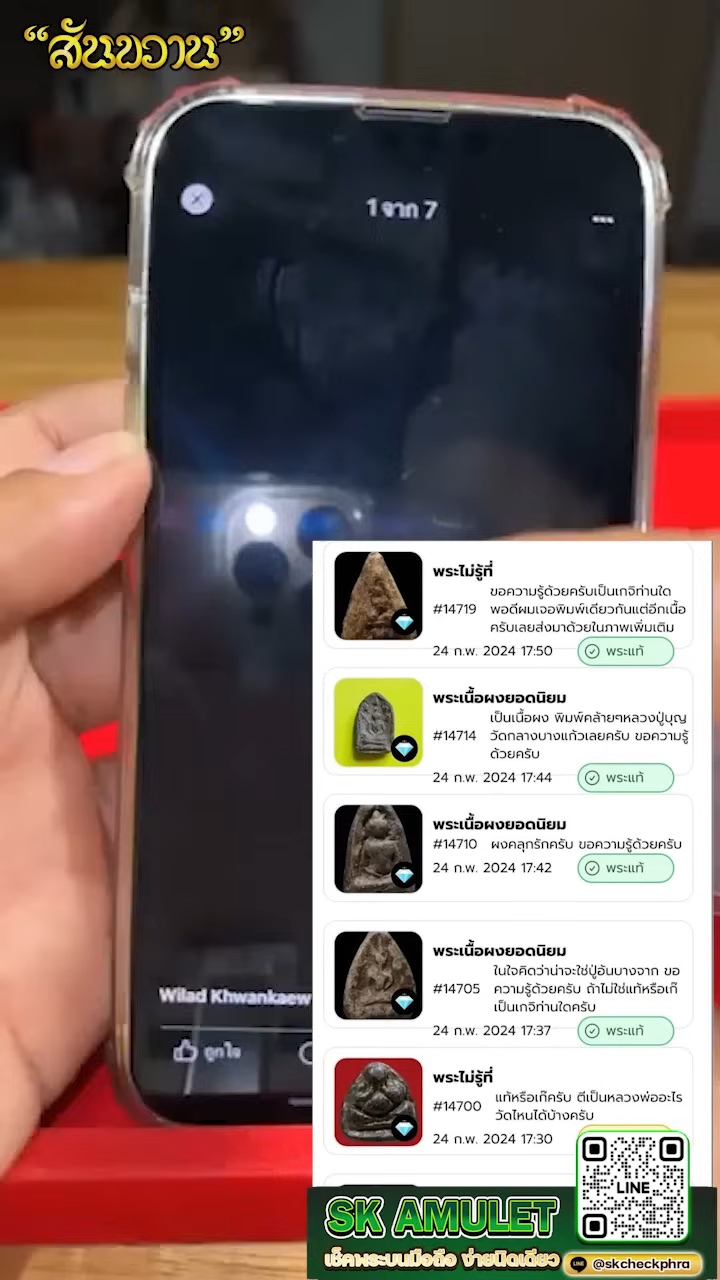 “สันขวาน”
1 จาก 7
พระไม่รู้ที่
#14719 ขอความรู้ด้วยครับเป็นเกจิท่านใด
พอดีผมเจอพิมพ์เดียวกันแต่อีกเนื้อ
ครับเลยส่งมาด้วยในภาพเพิ่มเติม
24 ก.พ. 2024 17:50 พระแท้
พระเนื้อผงยอดนิยม
#14714 เป็นเนื้อผง พิมพ์คล้ายๆหลวงปู่บุญ
วัดกลางบางแก้วเลยครับ ขอความรู้
ด้วยครับ
24 ก.พ. 2024 17:44 พระแท้
พระเนื้อผงยอดนิยม
#14710 ผงคลุกรักครับ ขอความรู้ด้วยครับ
24 ก.พ. 2024 17:42 พระแท้
พระเนื้อผงยอดนิยม
#14705 ในใจคิดว่าน่าจะใช่ปู่อ้นบางจาก ขอ
ความรู้ด้วยครับ ถ้าไม่ใช่แท้หรือเก๊
เป็นเกจิท่านใดครับ
24 ก.พ. 2024 17:37 พระแท้
Wilad Khwankaew
ถูกใจ
พระไม่รู้ที่
#14700 แท้หรือเก๊ครับ ตีเป็นหลวงพ่ออะไร
วัดไหนได้บ้างครับ
24 ก.พ. 2024 17:30
LINE
SK AMULET
เช็คพระบนมือถือ ง่ายนิดเดียว
LINE @skcheckphra